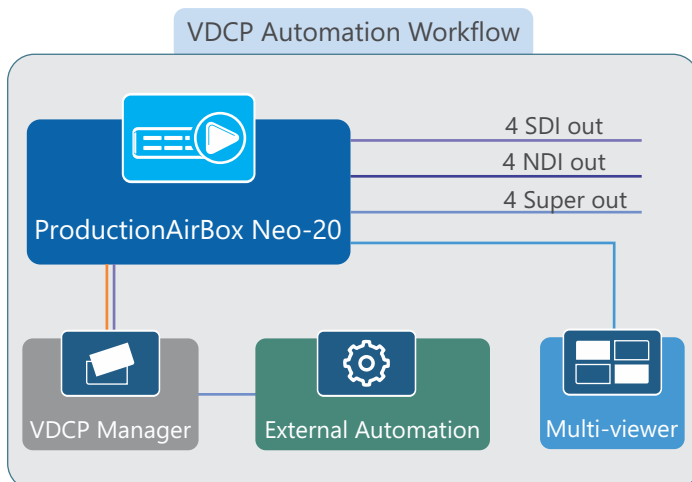 VDCP Automation Workflow
4 SDI out
4 NDI out
4 Super out
ProductionAirBox Neo-20
VDCP Manager
External Automation
Multi-viewer